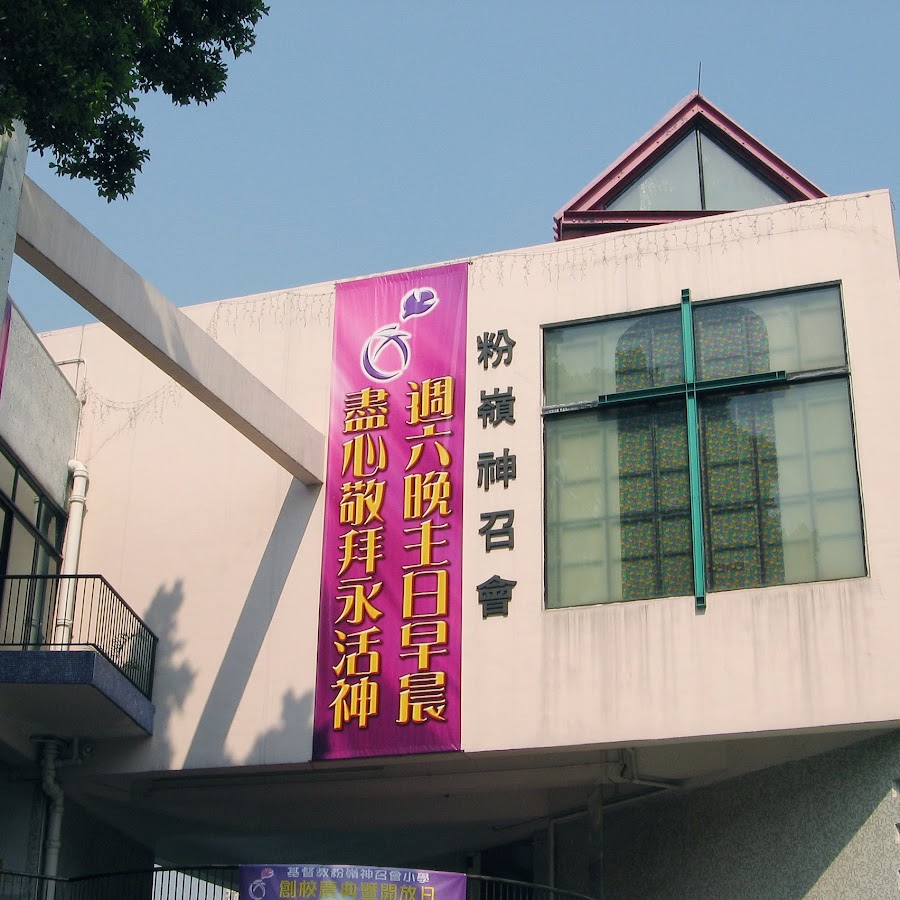 週六晚主日早晨
盡心敬拜永活神
粉嶺神召會
基督教粉嶺神召會小學
創校慶典暨開放日